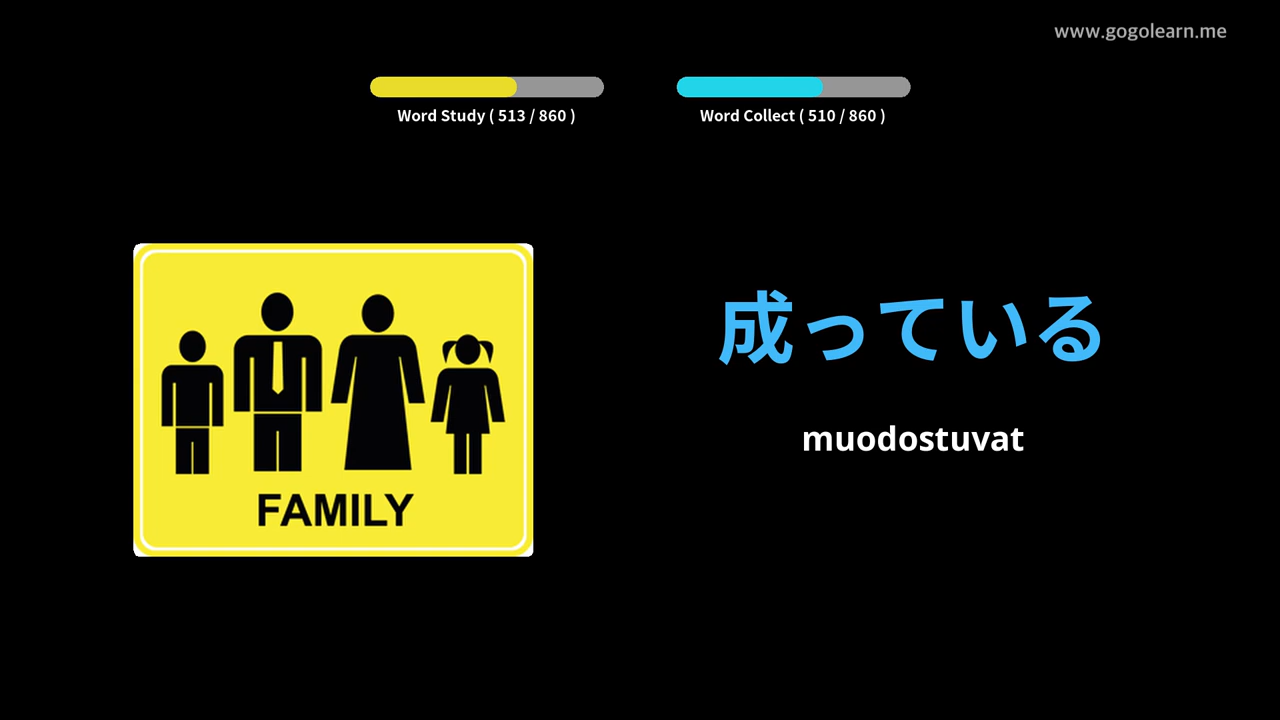 www.gogolearn.me
Word Study ( 513 / 860 )
Word Collect ( 510 / 860 )
成っている
muodostuvat
FAMILY